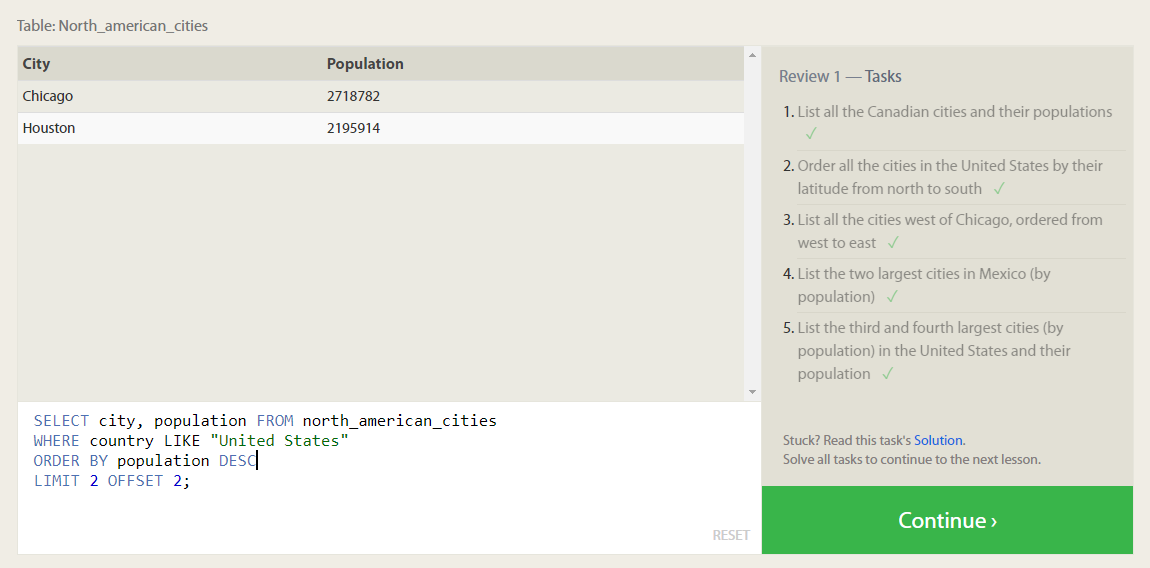 Table: North_american_cities
City Population
Chicago 2718782
Houston 2195914
SELECT city, population FROM north_american_cities
WHERE country LIKE "United States"
ORDER BY population DESC
LIMIT 2 OFFSET 2;
RESET
Review 1 — Tasks
1. List all the Canadian cities and their populations
✓
2. Order all the cities in the United States by their
latitude from north to south ✓
3. List all the cities west of Chicago, ordered from
west to east ✓
4. List the two largest cities in Mexico (by
population) ✓
5. List the third and fourth largest cities (by
population) in the United States and their
population ✓
Stuck? Read this task's Solution.
Solve all tasks to continue to the next lesson.
Continue ›